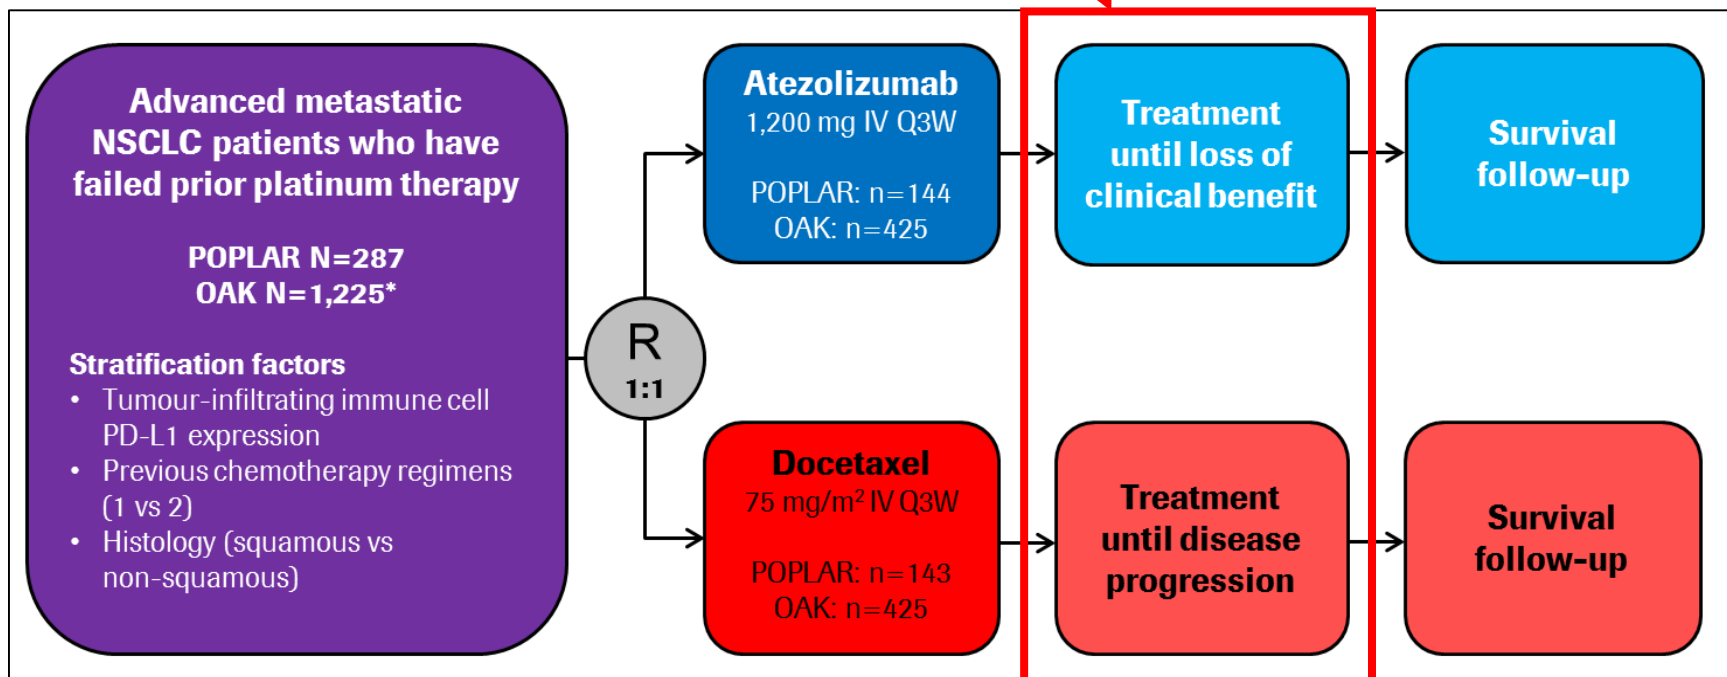 Advanced metastatic
NSCLC patients who have
failed prior platinum therapy
POPLAR N=287
OAK N=1,225*
Stratification factors
• Tumour-infiltrating immune cell
PD-L1 expression
• Previous chemotherapy regimens
(1 vs 2)
• Histology (squamous vs
non-squamous)
R
1:1
Atezolizumab
1,200 mg IV Q3W
POPLAR: n=144
OAK: n=425
Treatment
until loss of
clinical benefit
Survival
follow-up
Docetaxel
75 mg/m² IV Q3W
POPLAR: n=143
OAK: n=425
Treatment
until disease
progression
Survival
follow-up